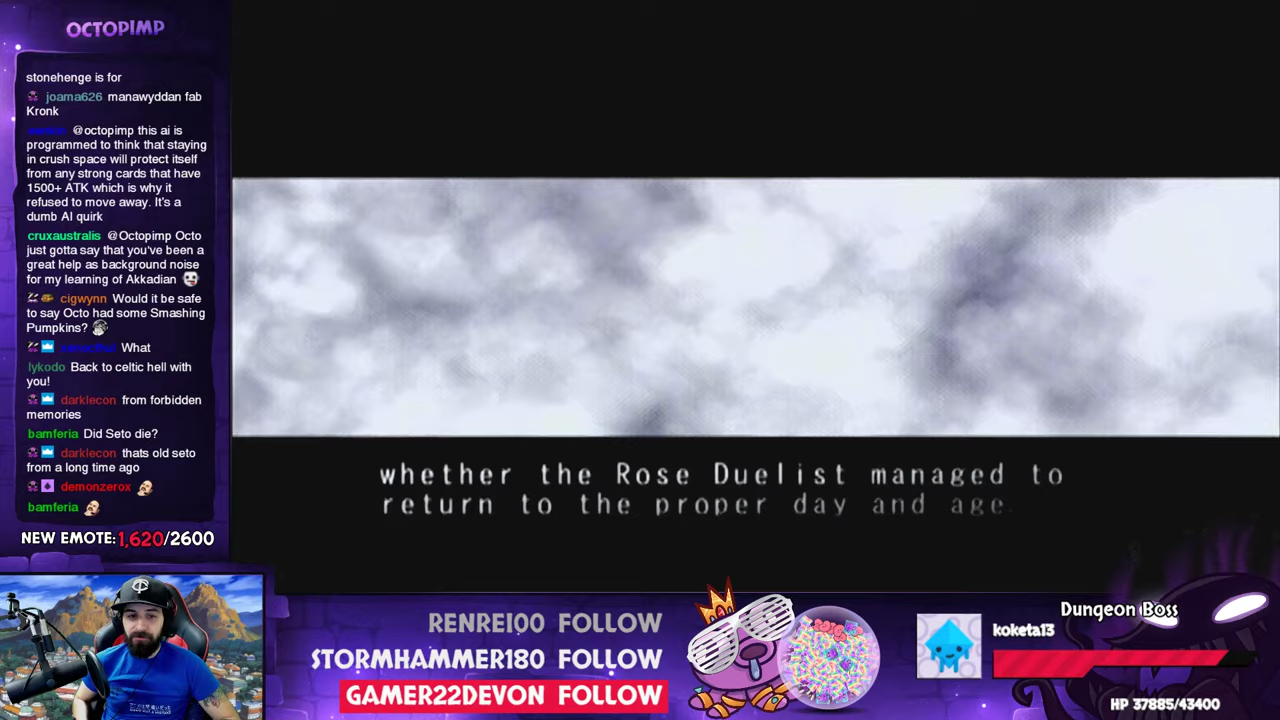 OCTOPIMP
stonehenge is for
joama626 manawyddan fab
Kronk
@octopimp this ai is
programmed to think that staying
in crush space will protect itself
from any strong cards that have
1500+ ATK which is why it
refused to move away. It's a
dumb AI quirk
cruxaustralis @Octopimp Octo
just gotta say that you've been a
great help as background noise
for my learning of Akkadian
cigwynn Would it be safe
to say Octo had some Smashing
Pumpkins?
What
lykodo Back to celtic hell with
you!
darklecon from forbidden
memories
bamferia Did Seto die?
darklecon thats old seto
from a long time ago
demonzerox
bamferia
NEW EMOTE: 1,620/2600
whether the Rose Duelist managed to
return to the proper day and age.
RENREI00 FOLLOW
STORMHAMMER180 FOLLOW
GAMER22DEVON FOLLOW
Dungeon Boss
koketa13
HP 37885/43400